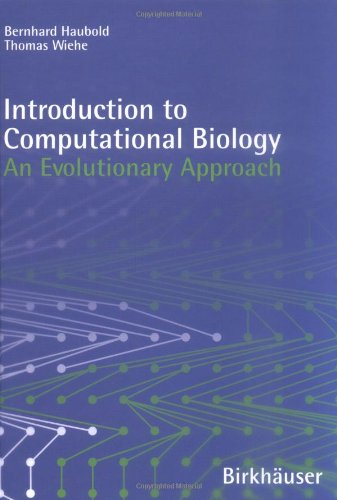 Bernhard Haubold
Thomas Wiehe
Introduction to
Computational Biology
An Evolutionary Approach
Birkhäuser